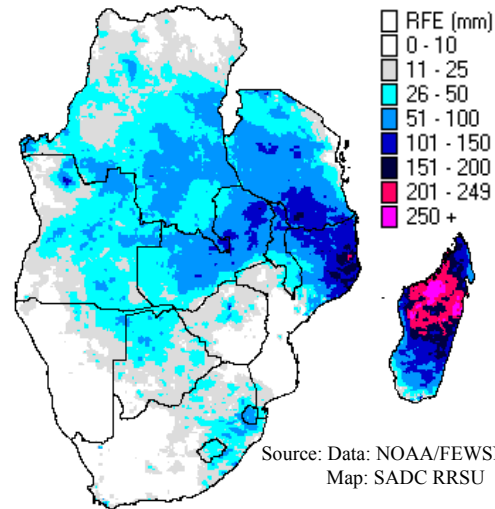 RFE (mm)
0 - 10
11 - 25
26 - 50
51 - 100
101 - 150
151 - 200
201 - 249
250 +
Source: Data: NOAA/FEWS
Map: SADC RRSU